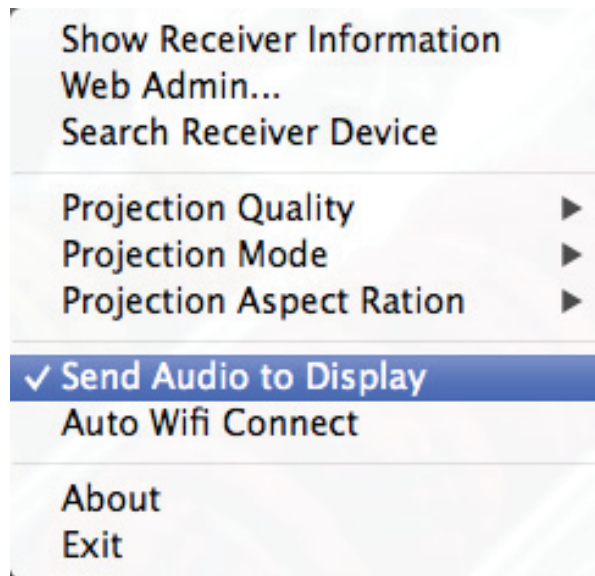 Show Receiver Information
Web Admin...
Search Receiver Device
Projection Quality
Projection Mode
Projection Aspect Ration
Send Audio to Display
Auto Wifi Connect
About
Exit